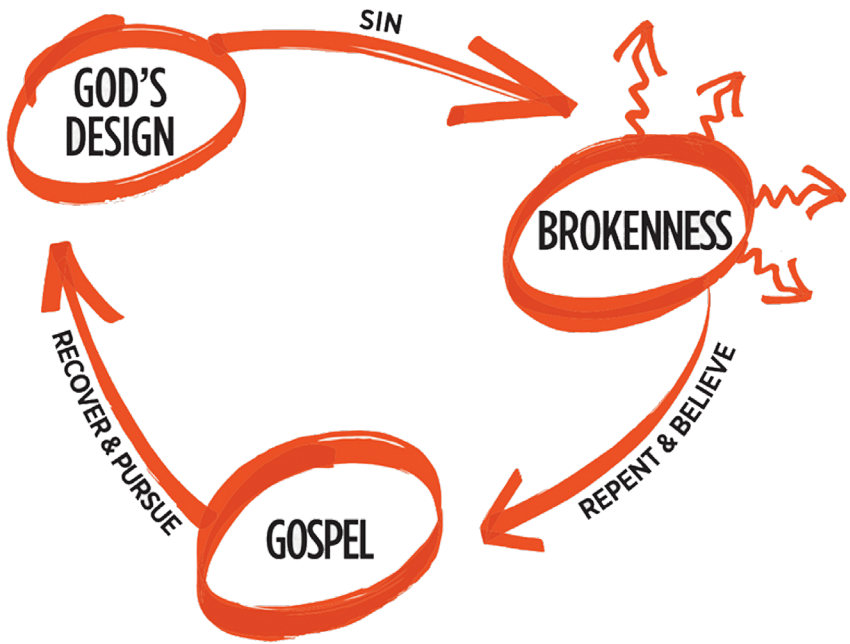 SIN
GOD'S
DESIGN
BROKENNESS
REPENT & BELIEVE
GOSPEL
RECOVER & PURSUE